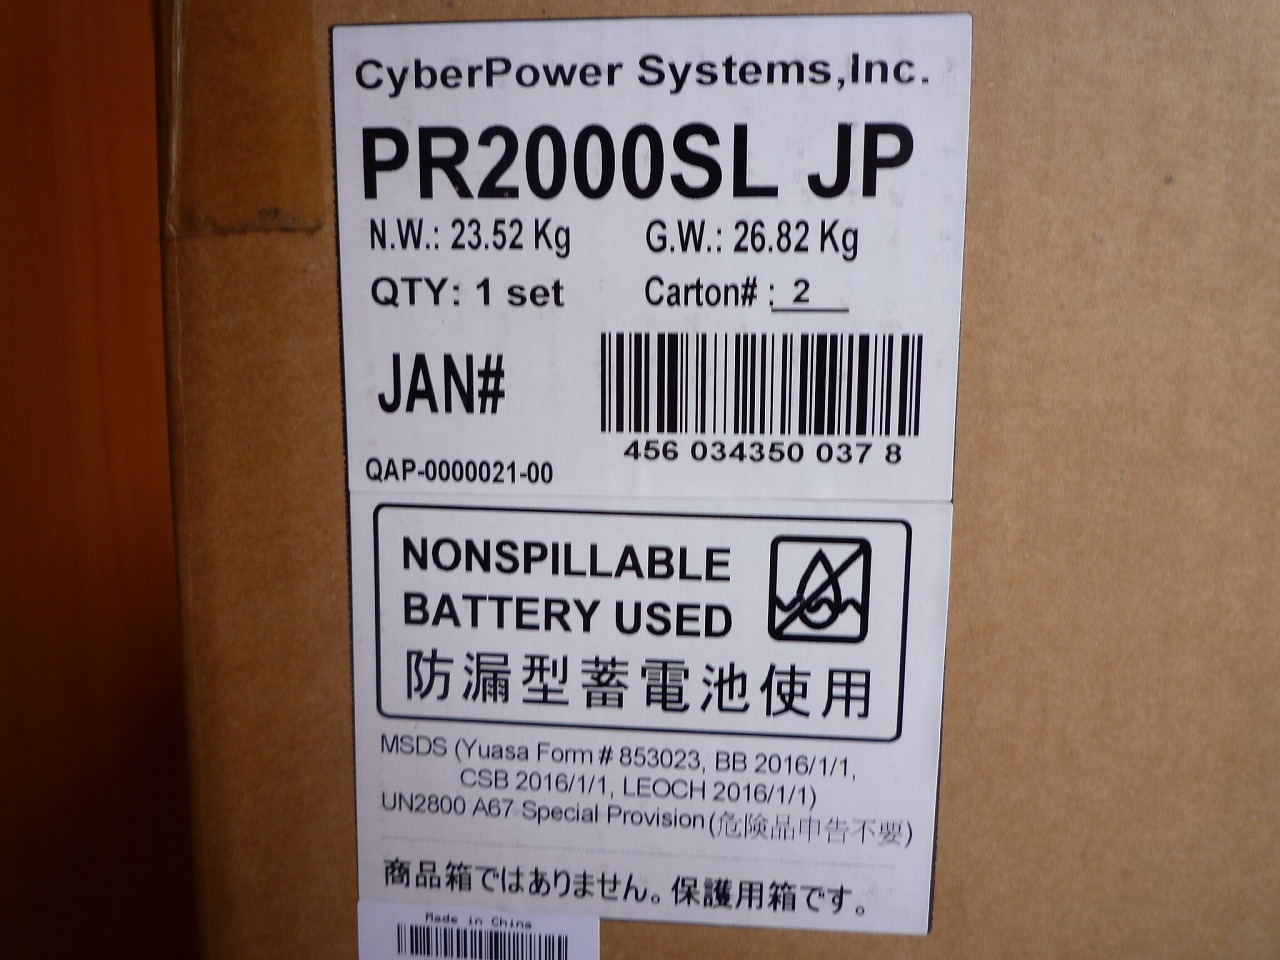 CyberPower Systems,Inc.
PR2000SL JP
N.W.: 23.52 Kg G.W.: 26.82 Kg
QTY: 1 set Carton# : 2
JAN#
456 034350 037 8
QAP-0000021-00
NONSPILLABLE
BATTERY USED
防漏型蓄電池使用
MSDS (Yuasa Form # 853023, BB 2016/1/1,
CSB 2016/1/1, LEOCH 2016/1/1)
UN2800 A67 Special Provision(危険品申告不要)
商品箱ではありません。保護用箱です。
Made in China